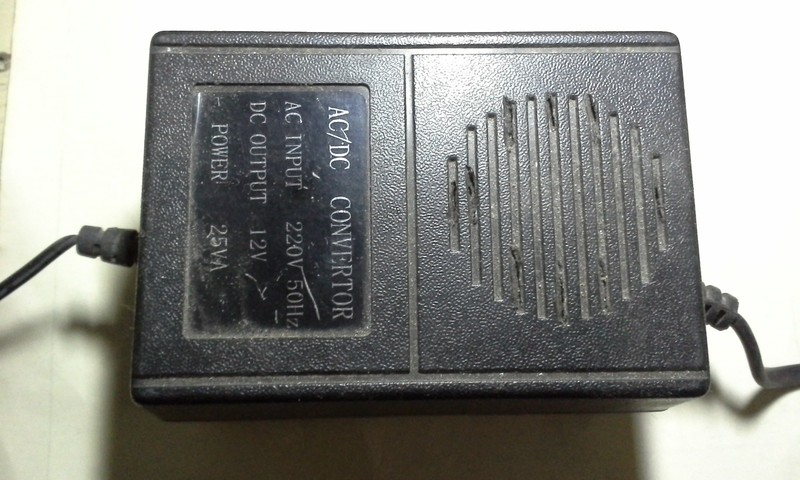 AC/DC CONVERTOR
AC INPUT 220V 50Hz
DC OUTPUT 12V
POWER 25VA